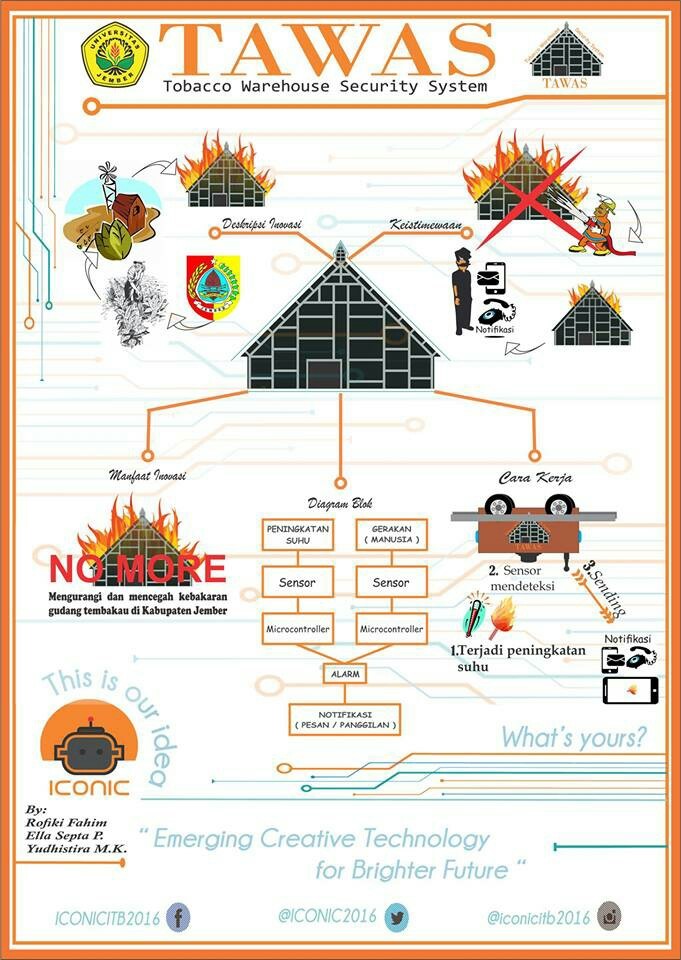 UNIVERSITAS
JEMBER
TAWAS
Tobacco Warehouse Security System
TAWAS
Deskripsi Inovasi
Keistimewaan
Notifikasi
Manfaat Inovasi
NO MORE
Mengurangi dan mencegah kebakaran
gudang tembakau di Kabupaten Jember
Diagram Blok
PENINGKATAN
SUHU
GERAKAN
( MANUSIA )
Sensor
Sensor
Microcontroller
Microcontroller
ALARM
NOTIFIKASI
( PESAN / PANGGILAN )
Cara Kerja
TAWAS
2. Sensor
mendeteksi
3.Sending
1.Terjadi peningkatan
suhu
Notifikasi
This is our idea
ICONIC
What's yours?
By:
Rofiki Fahim
Ella Septa P.
Yudhistira M.K.
“ Emerging Creative Technology
for Brighter Future “
ICONICITB2016
@ICONIC2016
@iconicitb2016